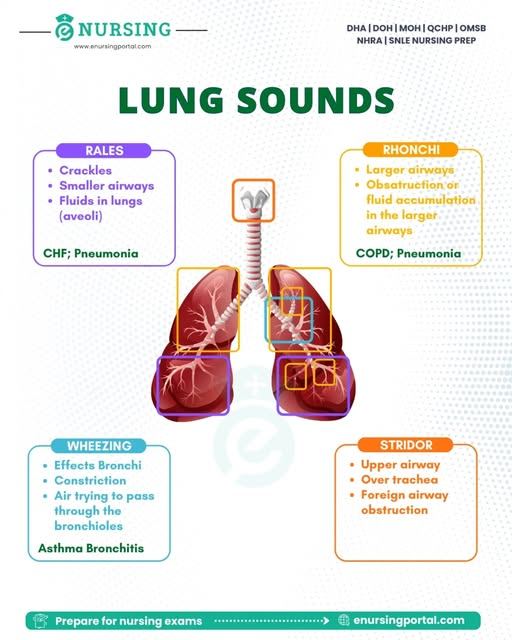 e NURSING
www.enursingportal.com
DHA | DOH | MOH | QCHP | OMSB
NHRA | SNLE NURSING PREP
LUNG SOUNDS
RALES
• Crackles
• Smaller airways
• Fluids in lungs
(aveoli)
CHF; Pneumonia
RHONCHI
• Larger airways
• Obsatruction or
fluid accumulation
in the larger
airways
COPD; Pneumonia
WHEEZING
• Effects Bronchi
• Constriction
• Air trying to pass
through the
bronchioles
Asthma Bronchitis
STRIDOR
• Upper airway
• Over trachea
• Foreign airway
obstruction
Prepare for nursing exams
enursingportal.com